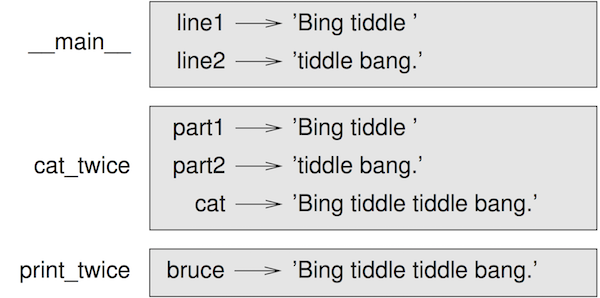 line1 ’Bing tiddle ’
__main__
line2 ’tiddle bang.’
part1 ’Bing tiddle ’
cat_twice part2 ’tiddle bang.’
cat ’Bing tiddle tiddle bang.’
print_twice bruce ’Bing tiddle tiddle bang.’